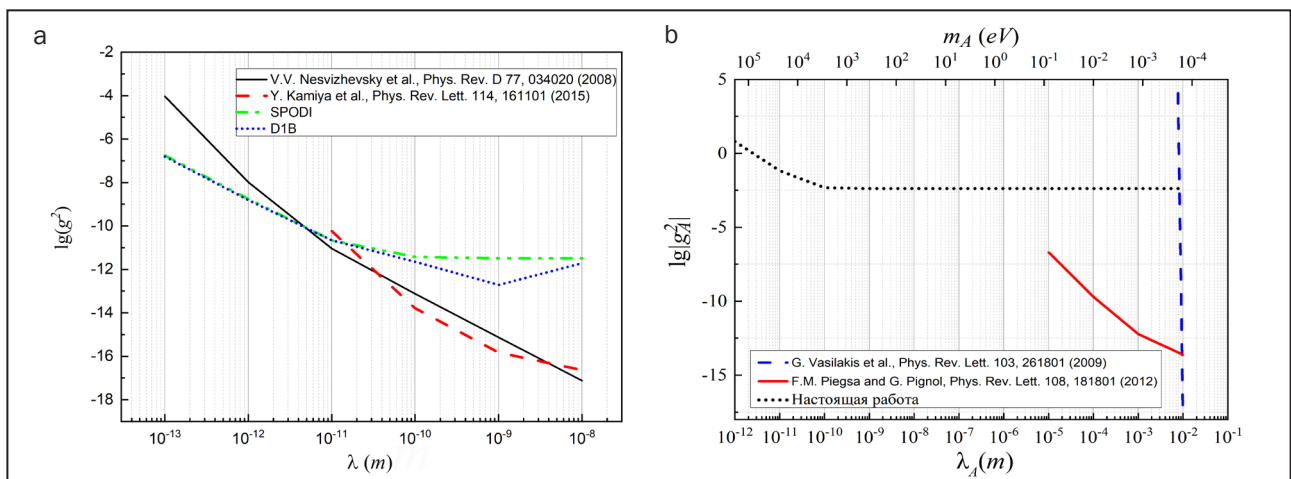 a
-2
-4
-6
-8
-10
-12
-14
-16
-18
lg(g²)
V.V. Nesvizhevsky et al., Phys. Rev. D 77, 034020 (2008)
Y. Kamiya et al., Phys. Rev. Lett. 114, 161101 (2015)
SPODI
D1B
10⁻¹³ 10⁻¹² 10⁻¹¹ 10⁻¹⁰ 10⁻⁹ 10⁻⁸
λ (m)
b
m_A (eV)
10⁵ 10⁴ 10³ 10² 10¹ 10⁰ 10⁻¹ 10⁻² 10⁻³ 10⁻⁴
5
0
-5
-10
-15
lg|g²_A|
G. Vasilakis et al., Phys. Rev. Lett. 103, 261801 (2009)
F.M. Piegsa and G. Pignol, Phys. Rev. Lett. 108, 181801 (2012)
Настоящая работа
10⁻¹² 10⁻¹¹ 10⁻¹⁰ 10⁻⁹ 10⁻⁸ 10⁻⁷ 10⁻⁶ 10⁻⁵ 10⁻⁴ 10⁻³ 10⁻² 10⁻¹
λ_A(m)